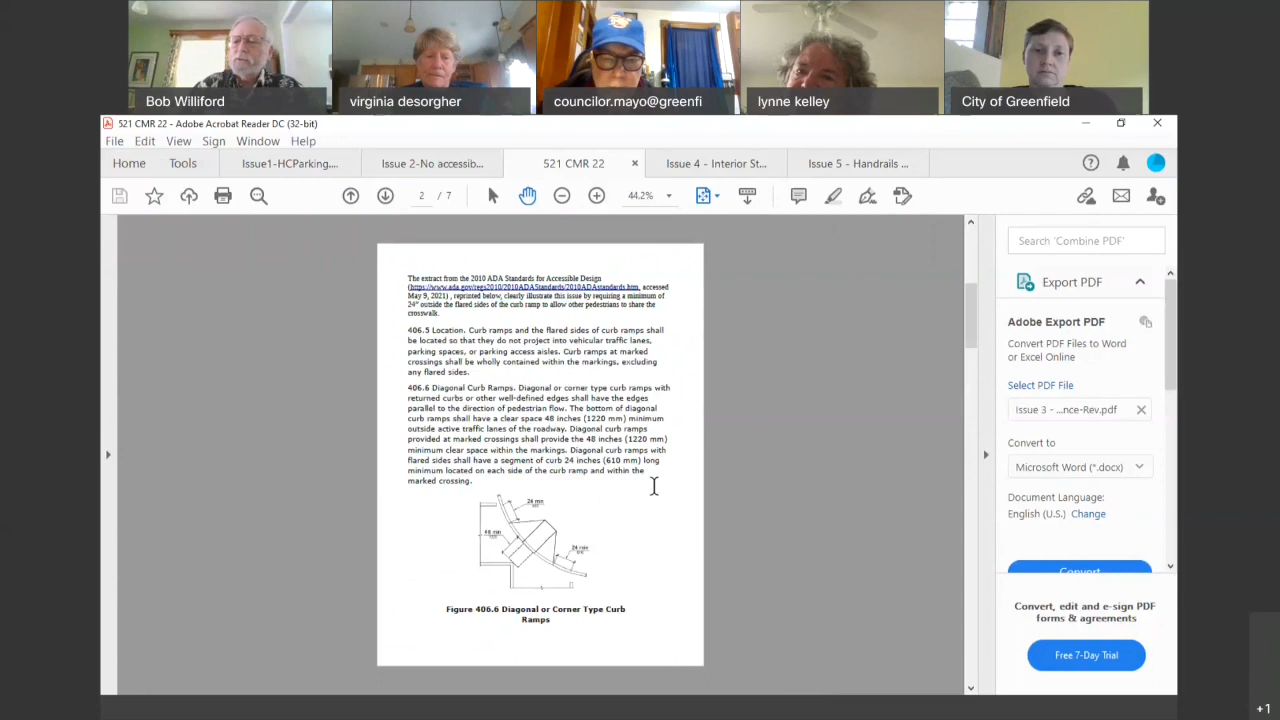 Bob Williford
virginia desorgher
councilor.mayo@greenfi
lynne kelley
City of Greenfield
521 CMR 22 - Adobe Acrobat Reader DC (32-bit)
File Edit View Sign Window Help
Home Tools Issue1-HCParking.... Issue 2-No accessib... 521 CMR 22 Issue 4 - Interior St... Issue 5 - Handrails ...
2 / 7 44.2%
The extract from the 2010 ADA Standards for Accessible Design
(https://www.ada.gov/regs2010/2010ADAStandards/2010ADAstandards.htm, accessed
May 9, 2021) , reprinted below, clearly illustrate this issue by requiring a minimum of
24" outside the flared sides of the curb ramp to allow other pedestrians to share the
crosswalk.
406.5 Location. Curb ramps and the flared sides of curb ramps shall
be located so that they do not project into vehicular traffic lanes,
parking spaces, or parking access aisles. Curb ramps at marked
crossings shall be wholly contained within the markings, excluding
any flared sides.
406.6 Diagonal Curb Ramps. Diagonal or corner type curb ramps with
returned curbs or other well-defined edges shall have the edges
parallel to the direction of pedestrian flow. The bottom of diagonal
curb ramps shall have a clear space 48 inches (1220 mm) minimum
outside active traffic lanes of the roadway. Diagonal curb ramps
provided at marked crossings shall provide the 48 inches (1220 mm)
minimum clear space within the markings. Diagonal curb ramps with
flared sides shall have a segment of curb 24 inches (610 mm) long
minimum located on each side of the curb ramp and within the
marked crossing.
24 min
48 min
24 min
Figure 406.6 Diagonal or Corner Type Curb
Ramps
Search 'Combine PDF'
Export PDF
Adobe Export PDF
Convert PDF Files to Word
or Excel Online
Select PDF File
Issue 3 - ...nce-Rev.pdf
Convert to
Microsoft Word (*.docx)
Document Language:
English (U.S.) Change
Convert
Convert, edit and e-sign PDF
forms & agreements
Free 7-Day Trial
+1